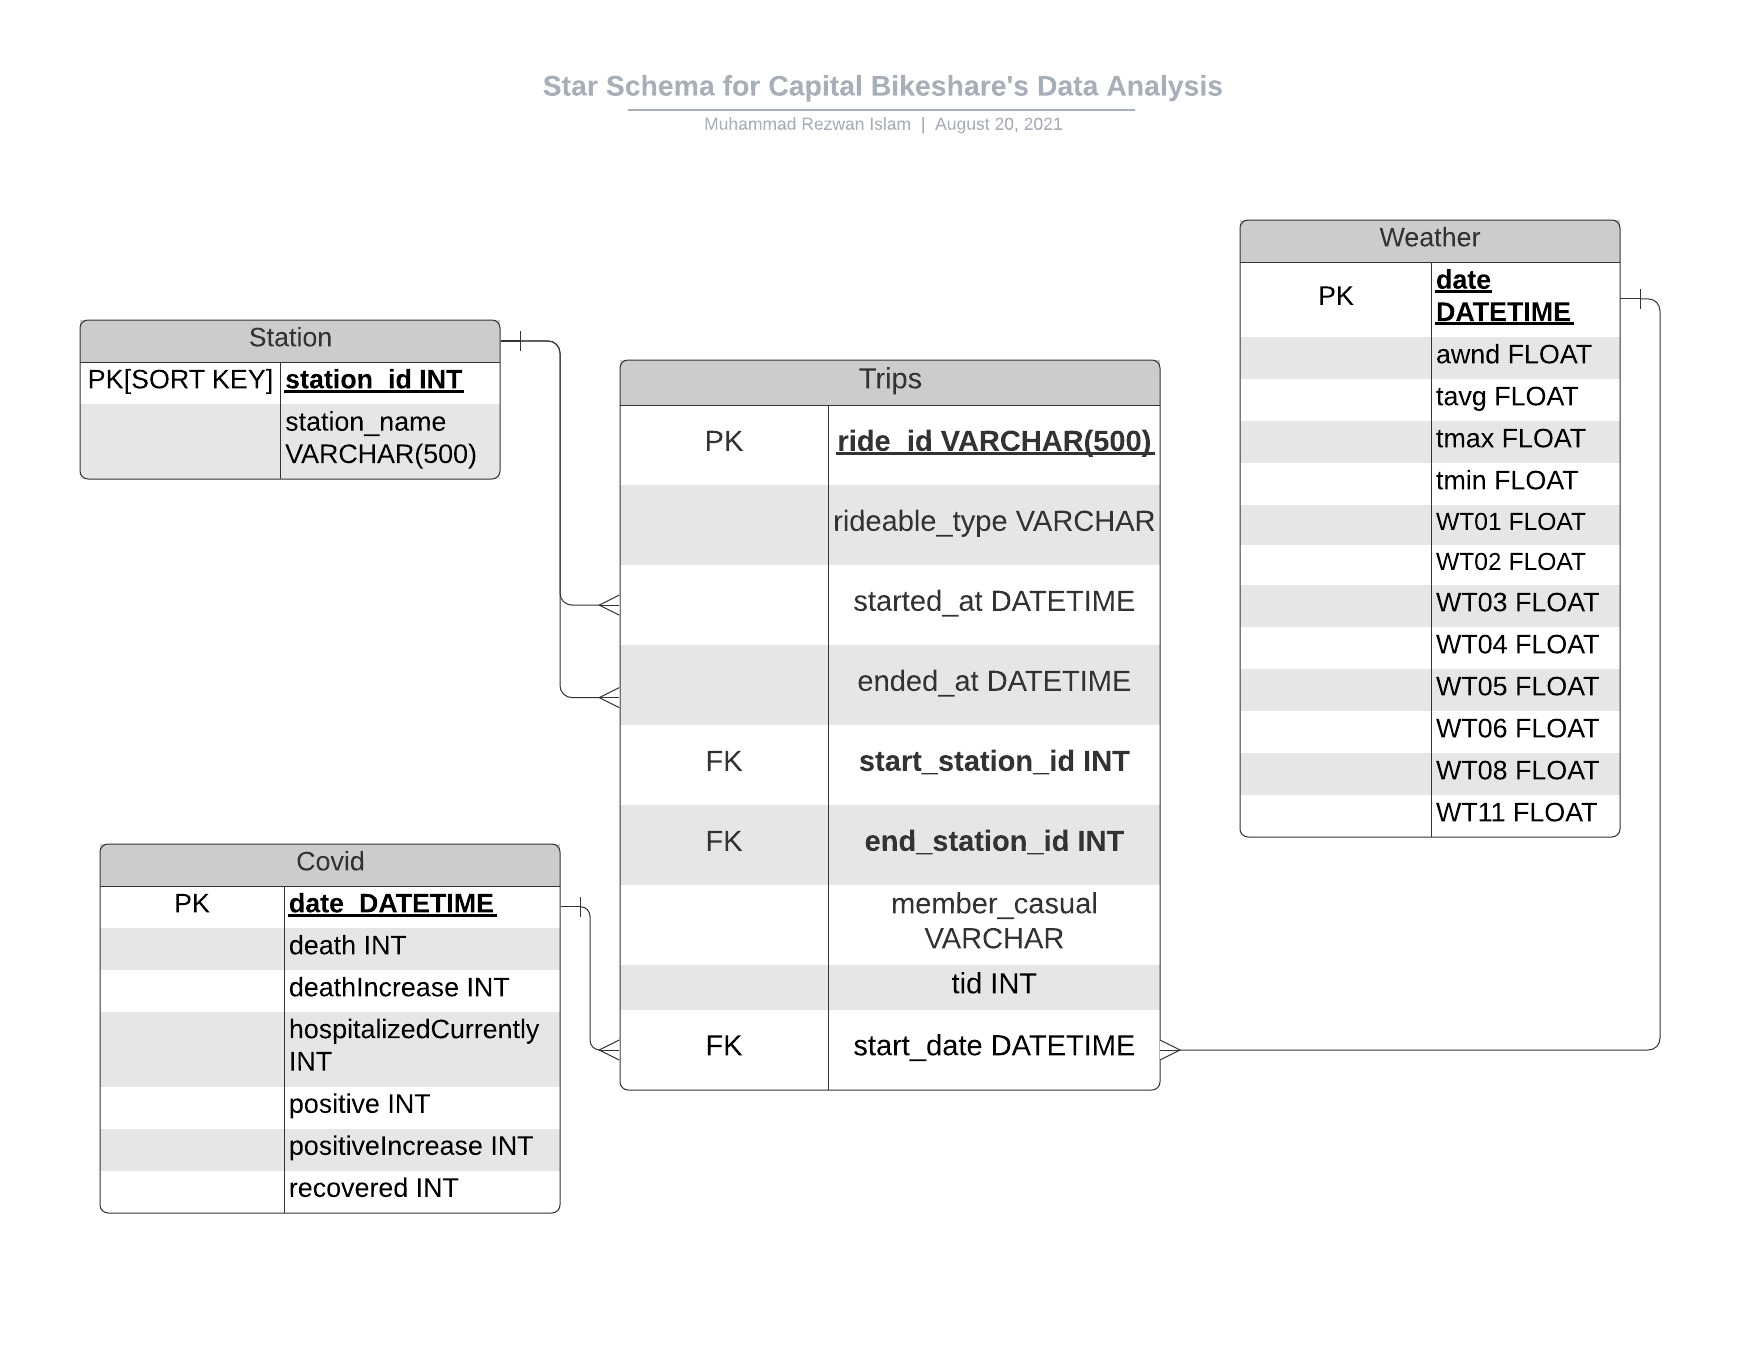 Star Schema for Capital Bikeshare's Data Analysis
Muhammad Rezwan Islam | August 20, 2021
Station
PK[SORT KEY] station_id INT
station_name
VARCHAR(500)
Trips
PK ride_id VARCHAR(500)
rideable_type VARCHAR
started_at DATETIME
ended_at DATETIME
FK start_station_id INT
FK end_station_id INT
member_casual
VARCHAR
tid INT
FK start_date DATETIME
Weather
PK date
DATETIME
awnd FLOAT
tavg FLOAT
tmax FLOAT
tmin FLOAT
WT01 FLOAT
WT02 FLOAT
WT03 FLOAT
WT04 FLOAT
WT05 FLOAT
WT06 FLOAT
WT08 FLOAT
WT11 FLOAT
Covid
PK date DATETIME
death INT
deathIncrease INT
hospitalizedCurrently
INT
positive INT
positiveIncrease INT
recovered INT